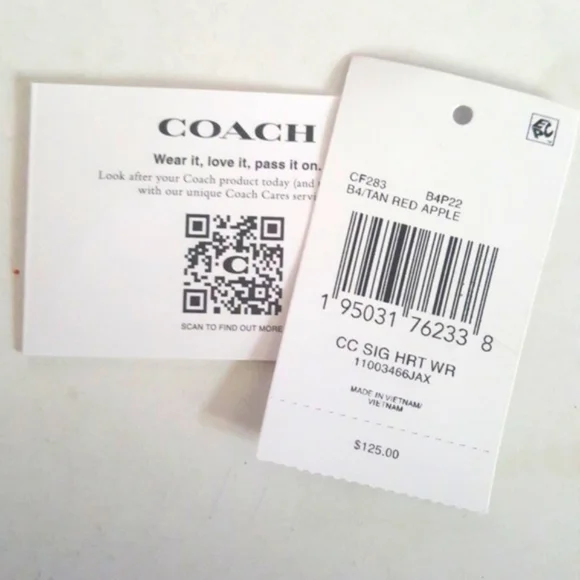 COACH
Wear it, love it, pass it on.
Look after your Coach product today (and
with our unique Coach Cares servi
C
SCAN TO FIND OUT MORE
CF283 B4P22
B4/TAN RED APPLE
1 95031 76233 8
CC SIG HRT WR
11003466JAX
MADE IN VIETNAM/
VIETNAM
$125.00